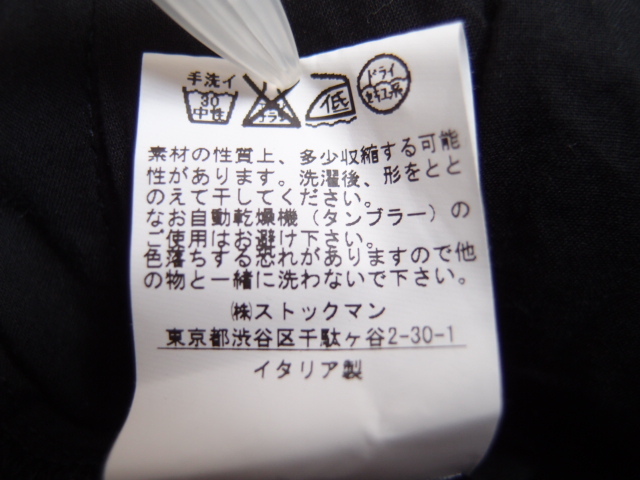 手洗イ
30
中性
低
ドライ
セキユ系
素材の性質上、多少収縮する可能
性があります。洗濯後、形をとと
のえて干してください。
なお自動乾燥機（タンブラー）の
ご使用はお避け下さい。
色落ちする恐れがありますので他
の物と一緒に洗わないで下さい。
㈱ストックマン
東京都渋谷区千駄ヶ谷2-30-1
イタリア製